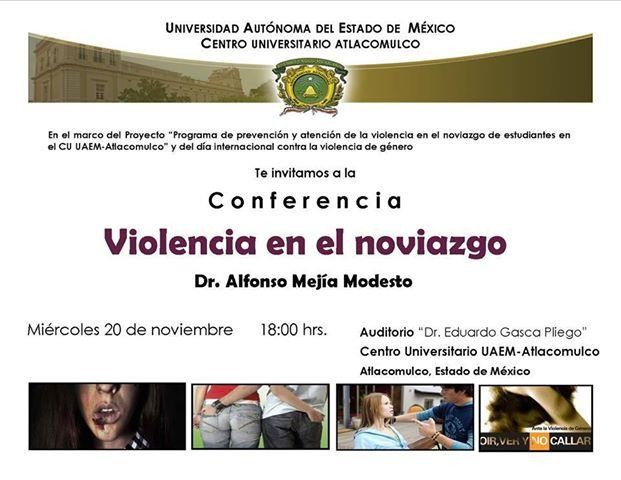 UNIVERSIDAD AUTÓNOMA DEL ESTADO DE MÉXICO
CENTRO UNIVERSITARIO ATLACOMULCO
En el marco del Proyecto "Programa de prevención y atención de la violencia en el noviazgo de estudiantes en
el CU UAEM-Atlacomulco" y del día internacional contra la violencia de género
Te invitamos a la
Conferencia
Violencia en el noviazgo
Dr. Alfonso Mejía Modesto
Miércoles 20 de noviembre 18:00 hrs.
Auditorio "Dr. Eduardo Gasca Pliego"
Centro Universitario UAEM-Atlacomulco
Atlacomulco, Estado de México
Ante la Violencia de Género
OIR, VER Y NO CALLAR